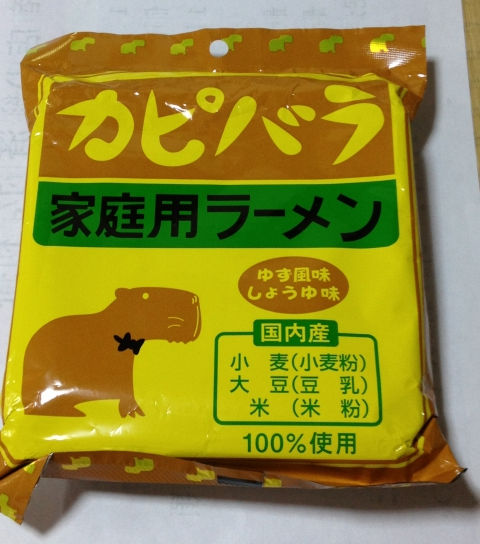 カピバラ
家庭用ラーメン
ゆず風味
しょうゆ味
国内産
小 麦(小麦粉)
大 豆(豆 乳)
米 (米 粉)
100%使用